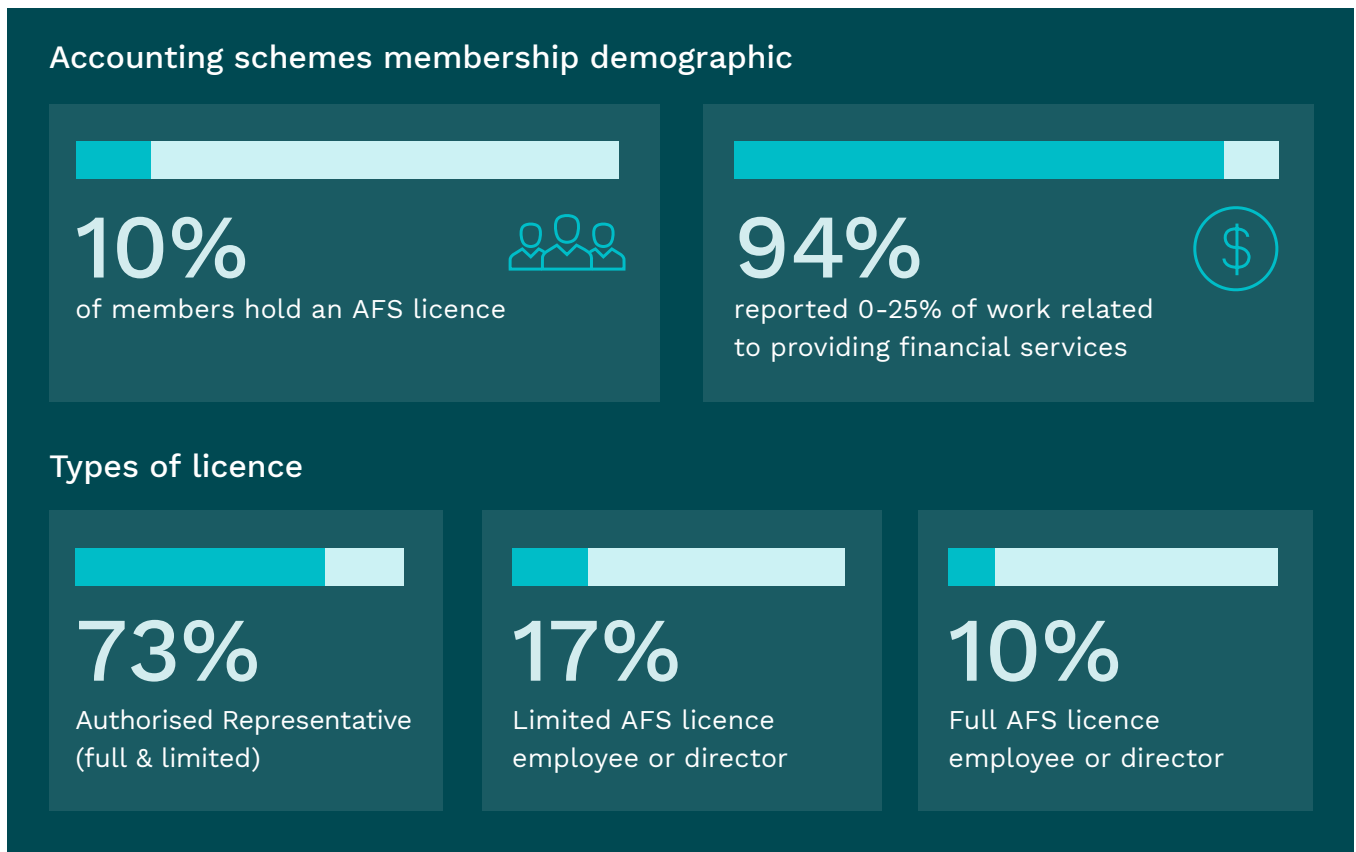 Accounting schemes membership demographic
10%
of members hold an AFS licence
94%
reported 0-25% of work related
to providing financial services
$
Types of licence
73%
Authorised Representative
(full & limited)
17%
Limited AFS licence
employee or director
10%
Full AFS licence
employee or director